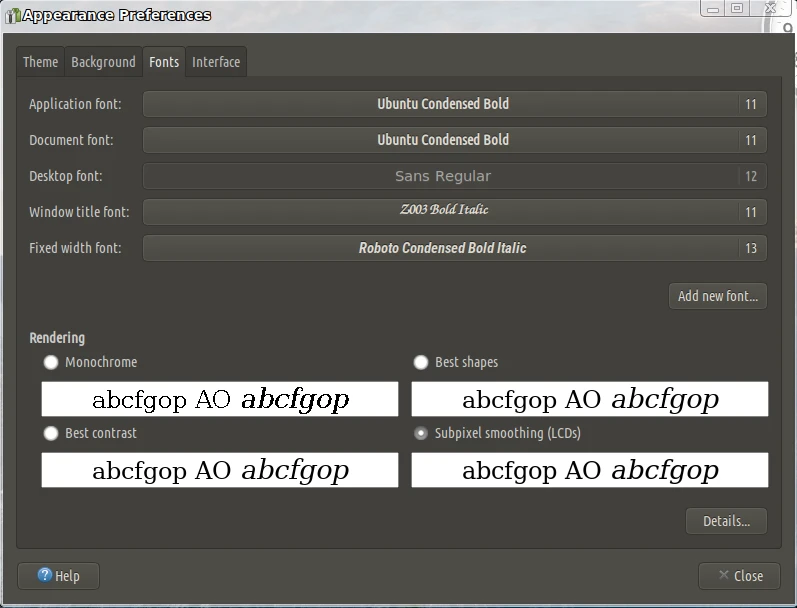 Appearance Preferences
Theme Background Fonts Interface
Application font: Ubuntu Condensed Bold 11
Document font: Ubuntu Condensed Bold 11
Desktop font: Sans Regular 12
Window title font: Z003 Bold Italic 11
Fixed width font: Roboto Condensed Bold Italic 13
Add new font...
Rendering
Monochrome Best shapes
abcfgop AO abcfgop abcfgop AO abcfgop
Best contrast Subpixel smoothing (LCDs)
abcfgop AO abcfgop abcfgop AO abcfgop
Details...
Help Close